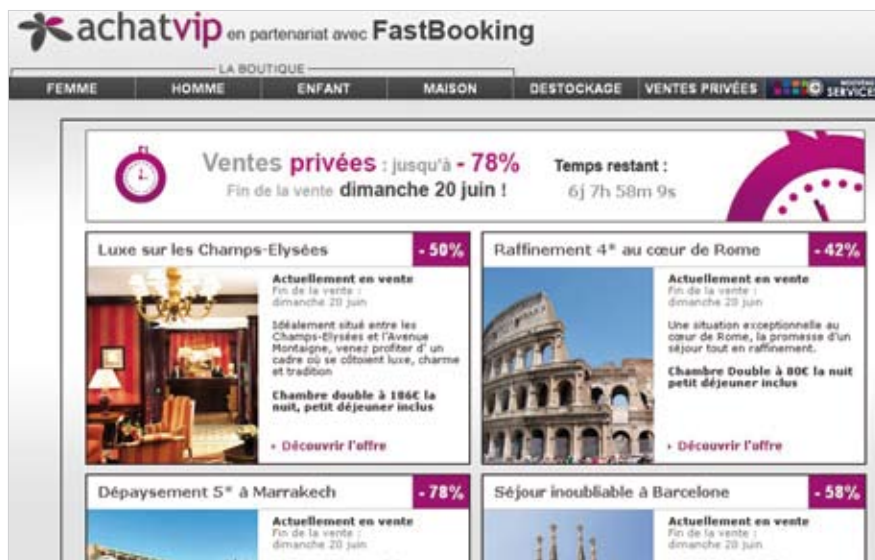 achatvip en partenariat avec FastBooking
LA BOUTIQUE
FEMME HOMME ENFANT MAISON DESTOCKAGE VENTES PRIVÉES NOUVEAU SERVICES
Ventes privées : jusqu'à - 78%
Fin de la vente dimanche 20 juin !
Temps restant :
6j 7h 58m 9s
Luxe sur les Champs-Elysées - 50%
Actuellement en vente
Fin de la vente :
dimanche 20 juin
Idéalement situé entre les
Champs-Elysées et l'Avenue
Montaigne, venez profiter d' un
cadre où se côtoient luxe, charme
et tradition
Chambre double à 186€ la
nuit, petit déjeuner inclus
Découvrir l'offre
Raffinement 4* au cœur de Rome - 42%
Actuellement en vente
Fin de la vente :
dimanche 20 juin
Une situation exceptionnelle au
cœur de Rome, la promesse d'un
séjour tout en raffinement.
Chambre Double à 80€ la nuit
petit déjeuner inclus
Découvrir l'offre
Dépaysement 5* à Marrakech - 78%
Actuellement en vente
Fin de la vente :
dimanche 20 juin
Séjour inoubliable à Barcelone - 58%
Actuellement en vente
Fin de la vente :
dimanche 20 juin